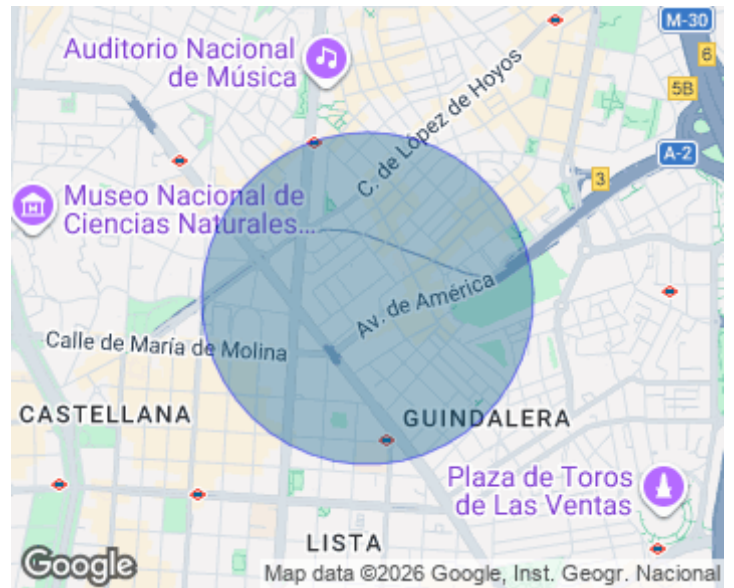 M-30
6
Auditorio Nacional
de Música
5B
C. de López de Hoyos
A-2
3
Museo Nacional de
Ciencias Naturales...
Av. de América
Calle de María de Molina
CASTELLANA
GUINDALERA
Plaza de Toros
de Las Ventas
LISTA
Google
Map data ©2026 Google, Inst. Geogr. Nacional